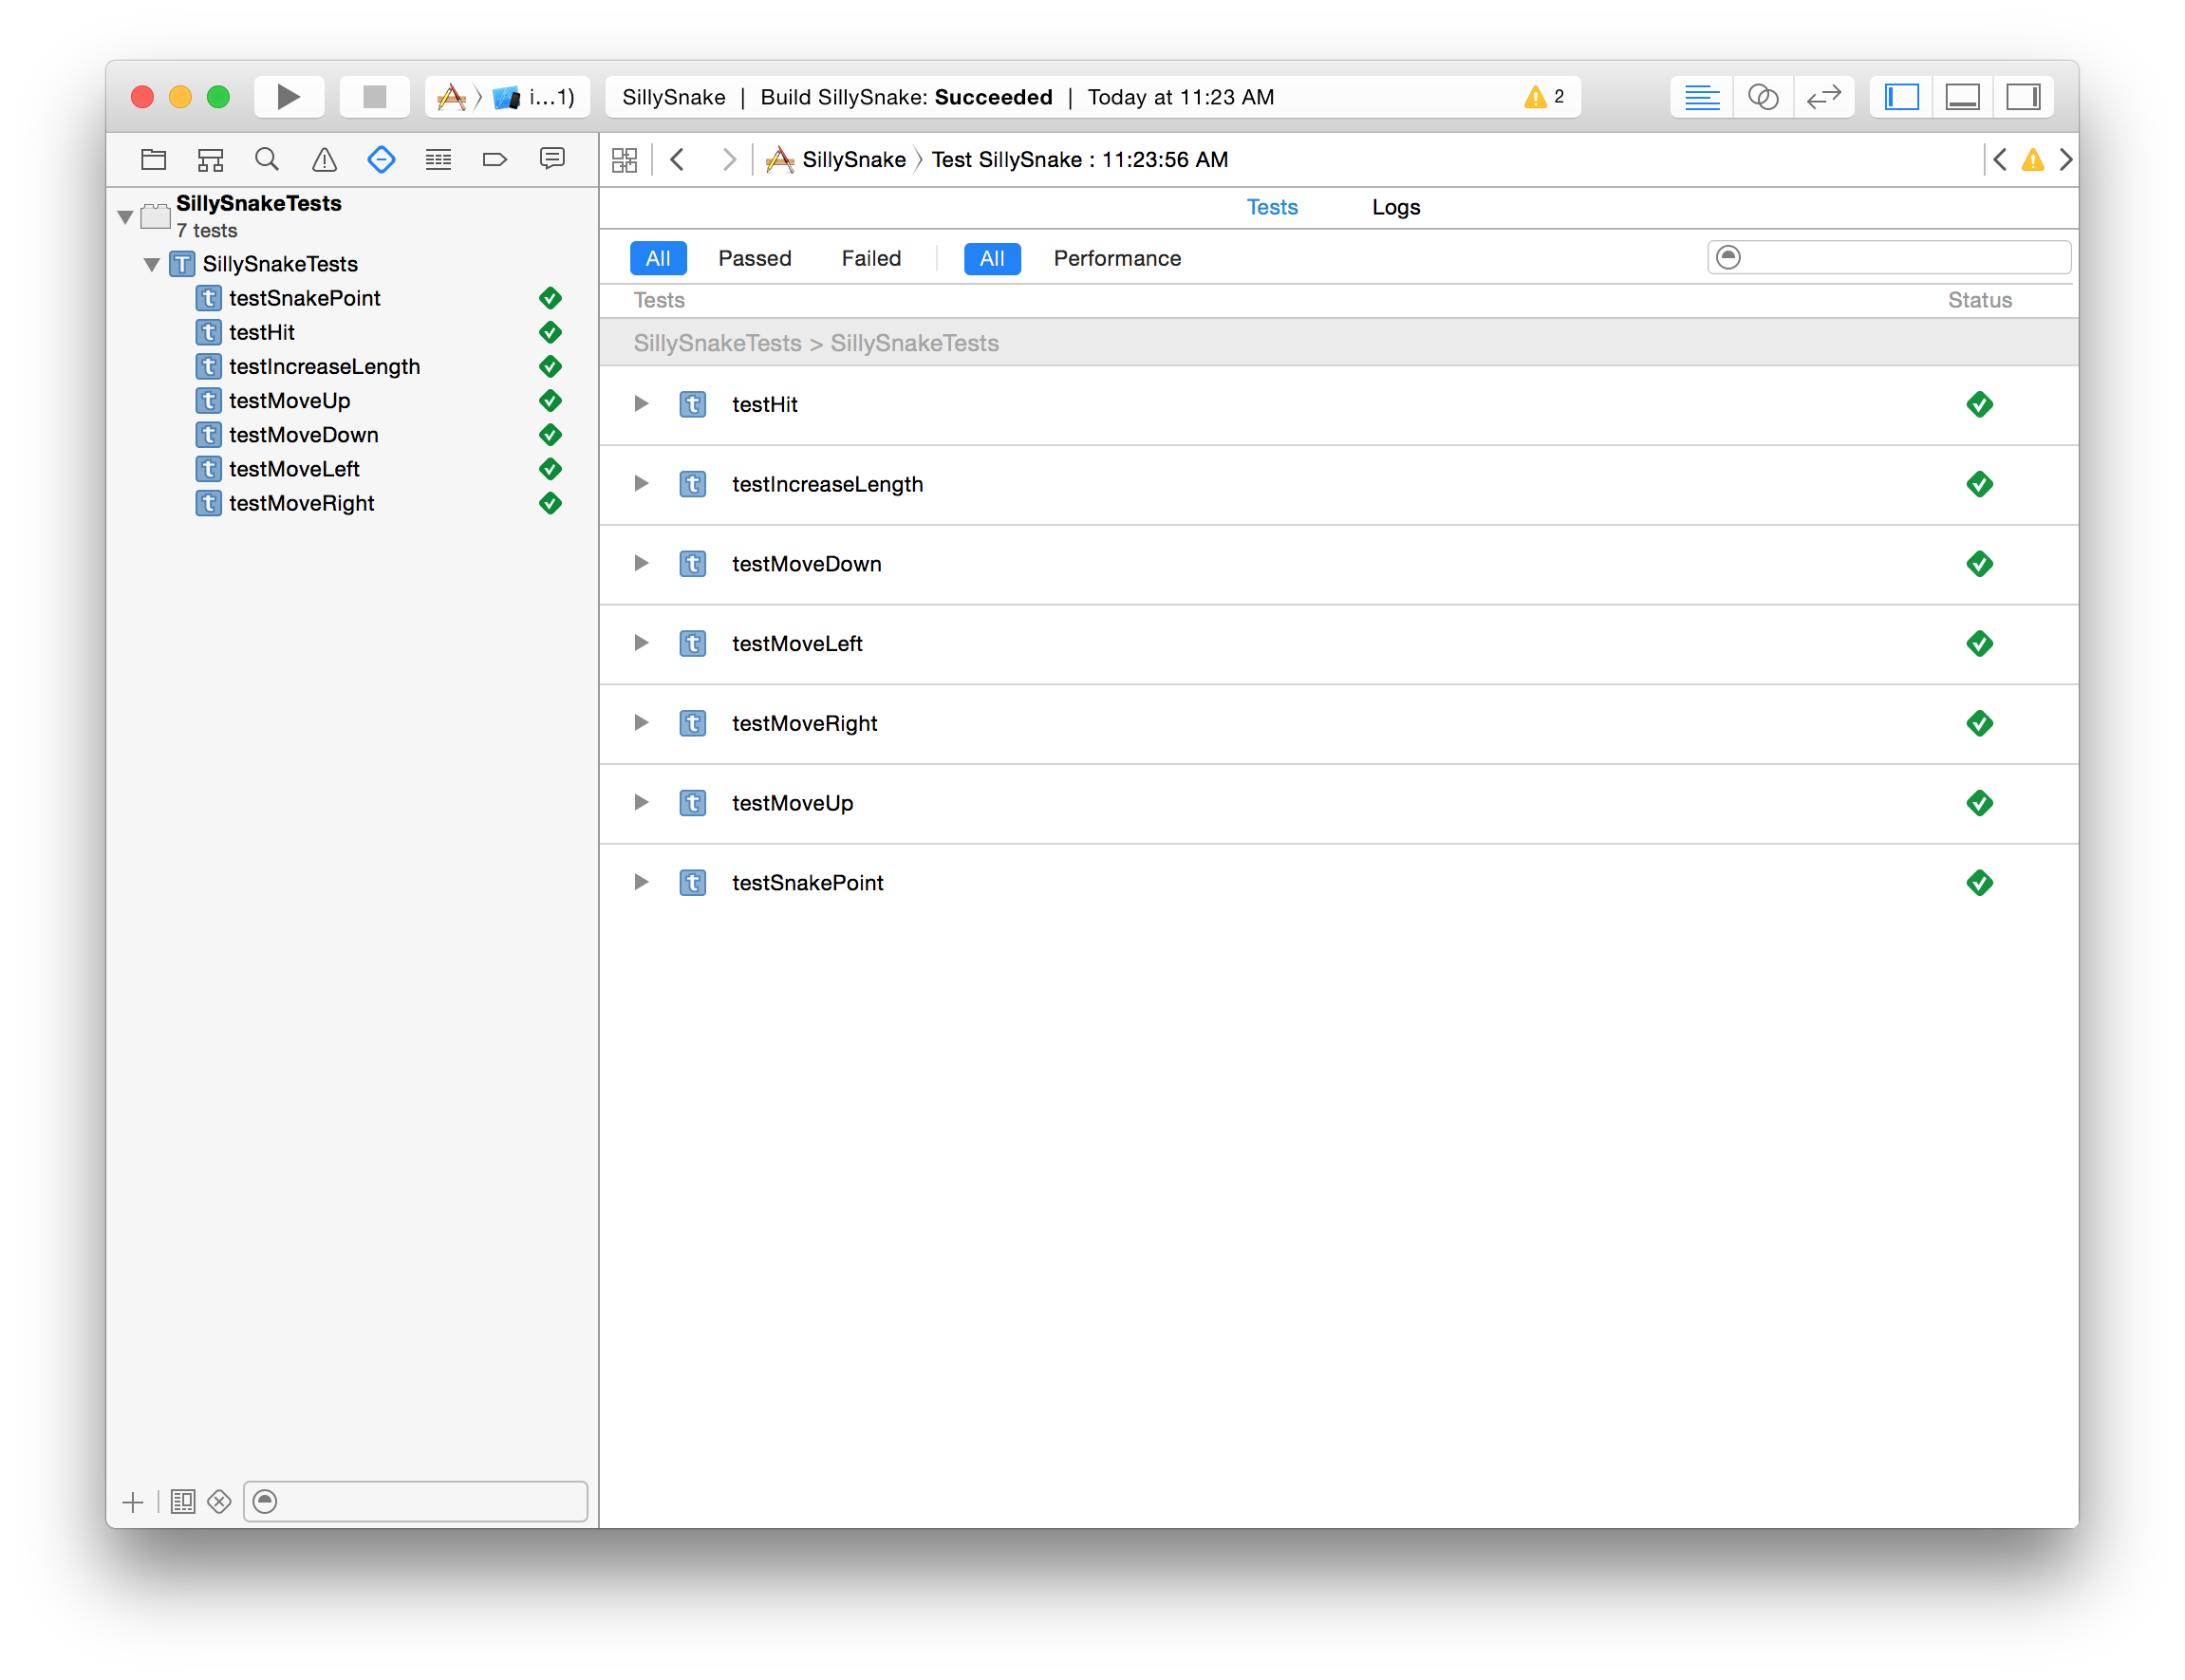 i...1)
SillySnake | Build SillySnake: Succeeded | Today at 11:23 AM
2
SillySnake 〉 Test SillySnake : 11:23:56 AM
SillySnakeTests
7 tests
T SillySnakeTests
t testSnakePoint
t testHit
t testIncreaseLength
t testMoveUp
t testMoveDown
t testMoveLeft
t testMoveRight
Tests Logs
All Passed Failed All Performance
Tests Status
SillySnakeTests > SillySnakeTests
t testHit
t testIncreaseLength
t testMoveDown
t testMoveLeft
t testMoveRight
t testMoveUp
t testSnakePoint